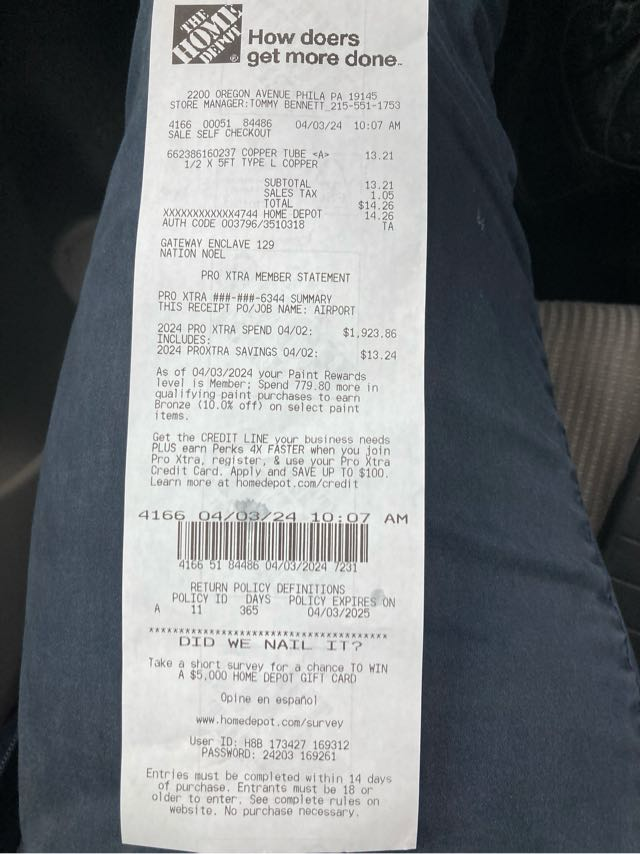 THE
HOME
DEPOT
How doers
get more done™
2200 OREGON AVENUE PHILA PA 19145
STORE MANAGER:TOMMY BENNETT 215-551-1753
4166 00051 84486 04/03/24 10:07 AM
SALE SELF CHECKOUT
662386160237 COPPER TUBE <A> 13.21
1/2 X 5FT TYPE L COPPER
SUBTOTAL 13.21
SALES TAX 1.05
TOTAL $14.26
XXXXXXXXXXXX4744 HOME DEPOT 14.26
AUTH CODE 003796/3510318 TA
GATEWAY ENCLAVE 129
NATION NOEL
PRO XTRA MEMBER STATEMENT
PRO XTRA ###-###-6344 SUMMARY
THIS RECEIPT PO/JOB NAME: AIRPORT
2024 PRO XTRA SPEND 04/02: $1,923.86
INCLUDES:
2024 PROXTRA SAVINGS 04/02: $13.24
As of 04/03/2024 your Paint Rewards
level is Member; Spend 779.80 more in
qualifying paint purchases to earn
Bronze (10.0% off) on select paint
items.
Get the CREDIT LINE your business needs
PLUS earn Perks 4X FASTER when you join
Pro Xtra, register, & use your Pro Xtra
Credit Card. Apply and SAVE UP TO $100.
Learn more at homedepot.com/credit
4166 04/03/24 10:07 AM
4166 51 84486 04/03/2024 7231
RETURN POLICY DEFINITIONS
POLICY ID DAYS POLICY EXPIRES ON
A 11 365 04/03/2025
****************************************
DID WE NAIL IT?
Take a short survey for a chance TO WIN
A $5,000 HOME DEPOT GIFT CARD
Opine en español
www.homedepot.com/survey
User ID: H8B 173427 169312
PASSWORD: 24203 169261
Entries must be completed within 14 days
of purchase. Entrants must be 18 or
older to enter. See complete rules on
website. No purchase necessary.